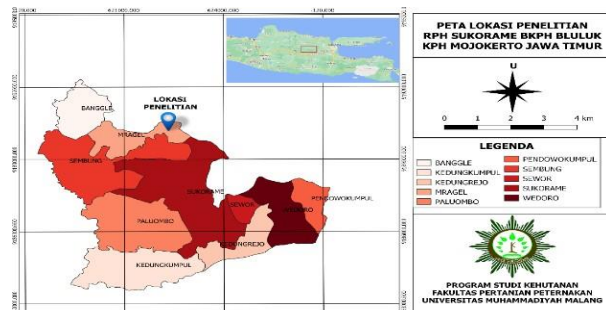 PETA LOKASI PENELITIAN
RPH SUKORAME BKPH BLULUK
KPH MOJOKERTO JAWA TIMUR
U
0 1 2 3 4 km
LEGENDA
BANGGLE
KEDUNGKUMPUL
KEDUNGREJO
MRAGEL
PALUOMBO
PENDOWOKUMPUL
SEMBUNG
SEWOR
SUKORAME
WEDORO
PROGRAM STUDI KEHUTANAN
FAKULTAS PERTANIAN PETERNAKAN
UNIVERSITAS MUHAMMADIYAH MALANG
LOKASI
PENELITIAN
BANGGLE
MRAGEL
SEMBUNG
SUKORAME
PENDOWOKUMPUL
SEWOR
WEDORO
PALUOMBO
KEDUNGREJO
KEDUNGKUMPUL